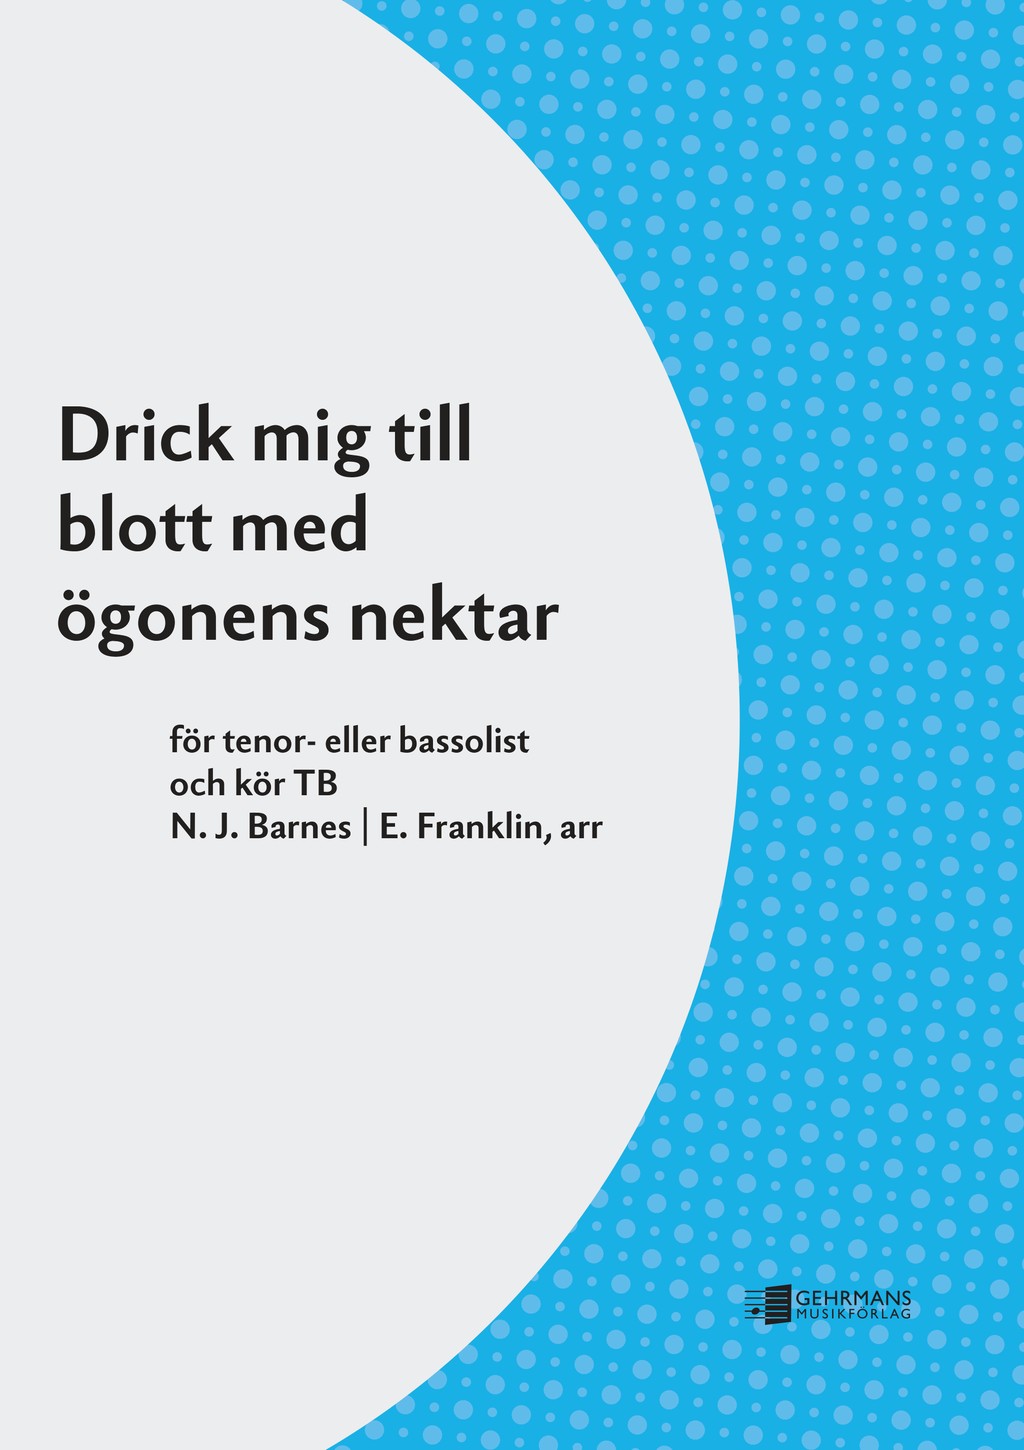 Drick mig till
blott med
ögonens nektar
för tenor- eller bassolist
och kör TB
N. J. Barnes | E. Franklin, arr
GEHRMANS
MUSIKFÖRLAG